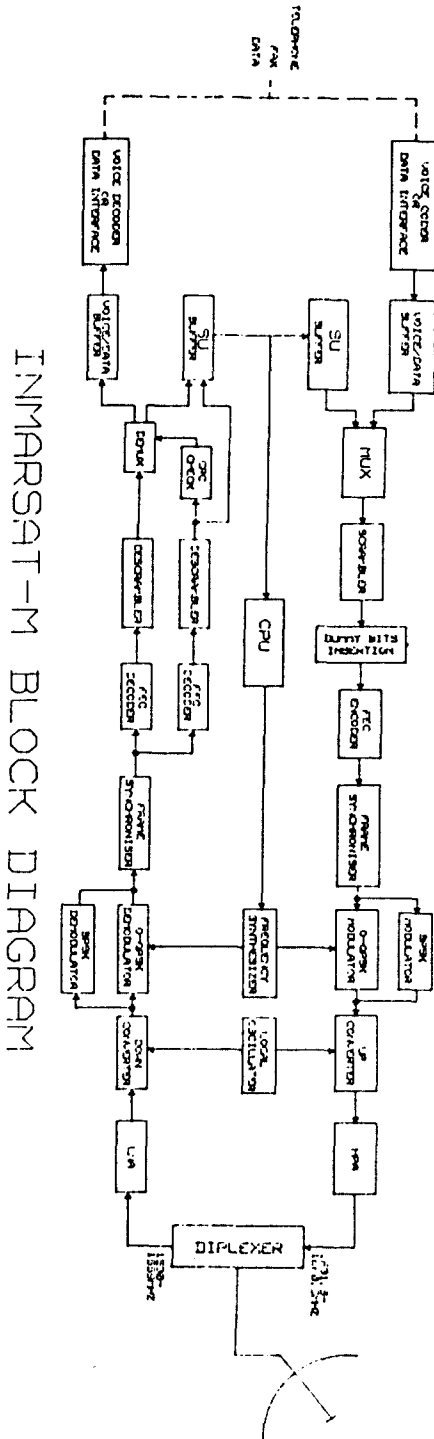 TELEPHONE
FAX
DATA
VOICE CODER
OR
DATA INTERFACE
VOICE/DATA
BUFFER
SU
BUFFER
MUX
SCRAMBLER
DUMMY BITS
INSERTION
FEC
ENCODER
FRAME
SYNCHRONISER
BPSK
MODULATOR
O-QPSK
MODULATOR
UP
CONVERTER
HPA
CPU
FREQUENCY
SYNTHESIZER
LOCAL
OSCILLATOR
DIPLEXER
VOICE DECODER
OR
DATA INTERFACE
VOICE/DATA
BUFFER
SU
BUFFER
DEMUX
CRC
CHECK
DESCRAMBLER
DESCRAMBLER
FEC
DECODER
FEC
DECODER
FRAME
SYNCHRONISER
O-QPSK
DEMODULATOR
BPSK
DEMODULATOR
DOWN
CONVERTER
LNA
INMARSAT-M BLOCK DIAGRAM